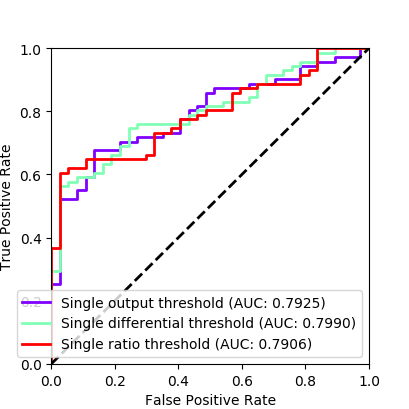 1.0
0.8
0.6
0.4
0.2
0.0
True Positive Rate
Single output threshold (AUC: 0.7925)
Single differential threshold (AUC: 0.7990)
Single ratio threshold (AUC: 0.7906)
0.0 0.2 0.4 0.6 0.8 1.0
False Positive Rate